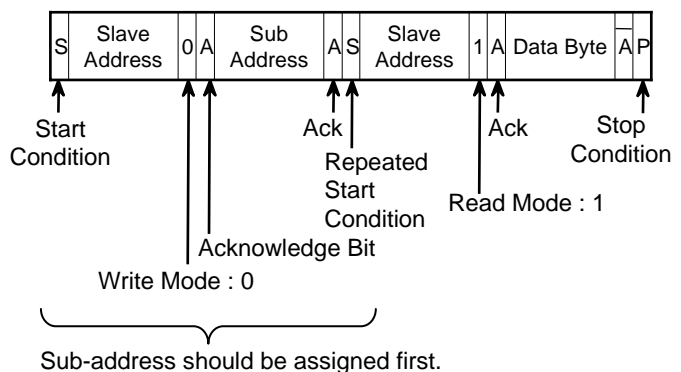 S Slave Address 0 A Sub Address A S Slave Address 1 A Data Byte A̅ P
Start Condition
Ack
Repeated Start Condition
Ack
Stop Condition
Read Mode : 1
Acknowledge Bit
Write Mode : 0
Sub-address should be assigned first.